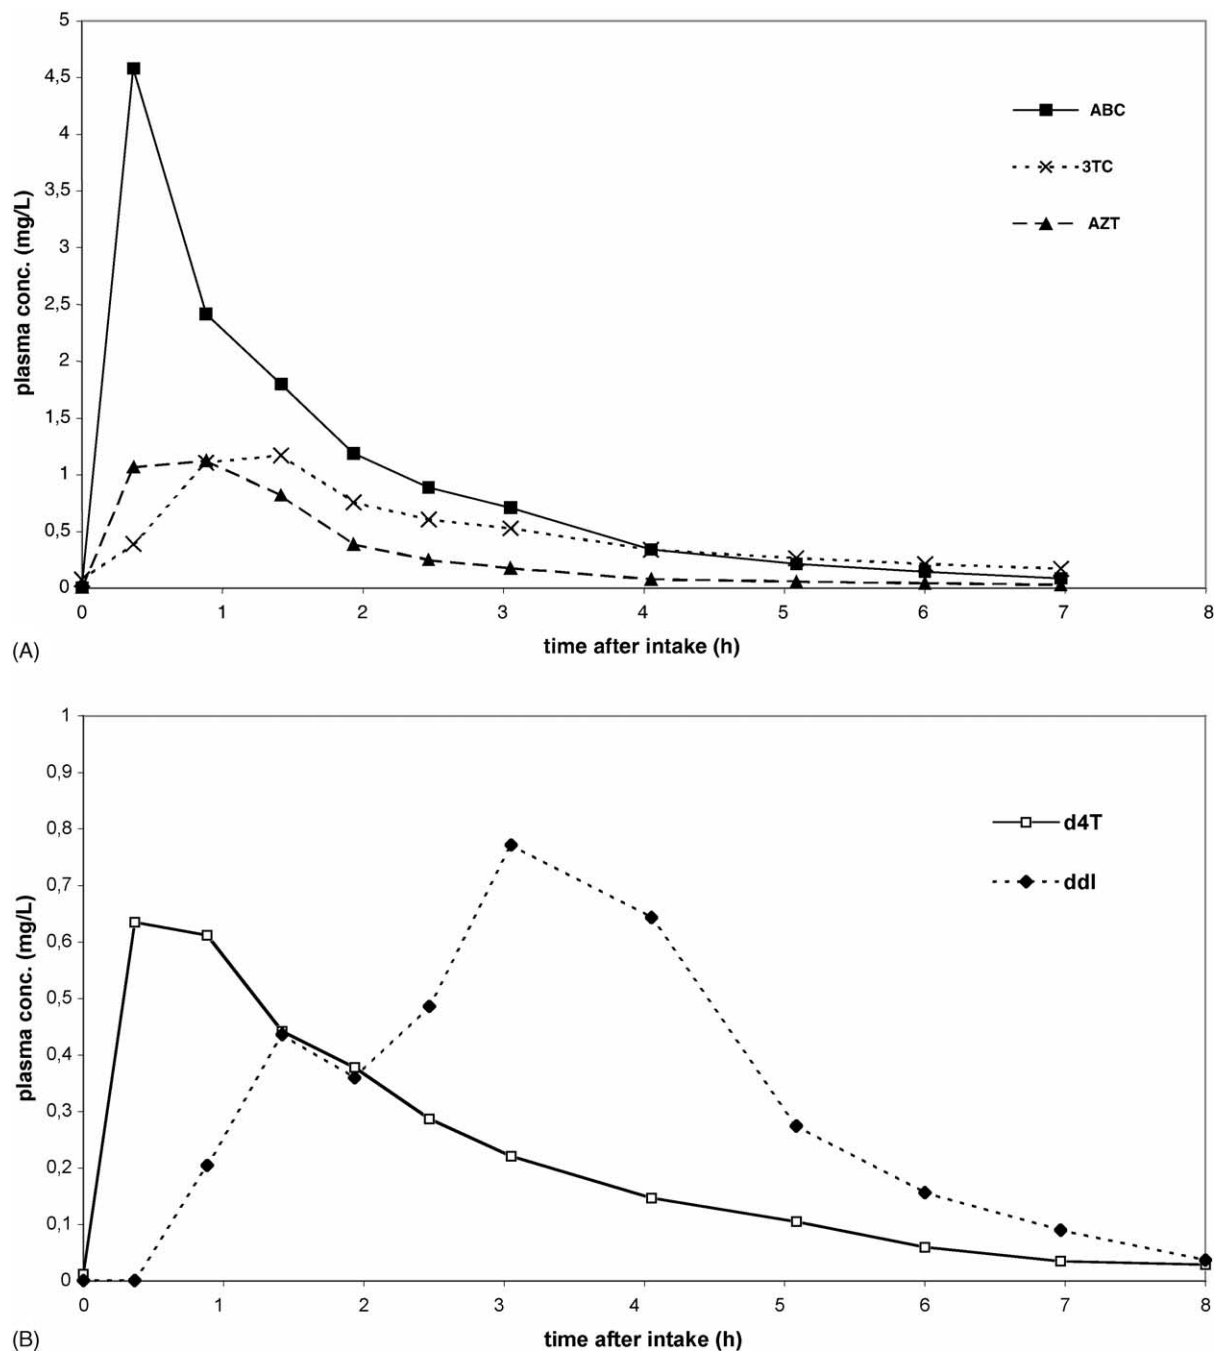 5
4,5
4
3,5
3
2,5
2
1,5
1
0,5
0
plasma conc. (mg/L)
ABC
3TC
AZT
0 1 2 3 4 5 6 7 8
time after intake (h)
(A)
1
0,9
0,8
0,7
0,6
0,5
0,4
0,3
0,2
0,1
0
plasma conc. (mg/L)
d4T
ddI
0 1 2 3 4 5 6 7 8
time after intake (h)
(B)